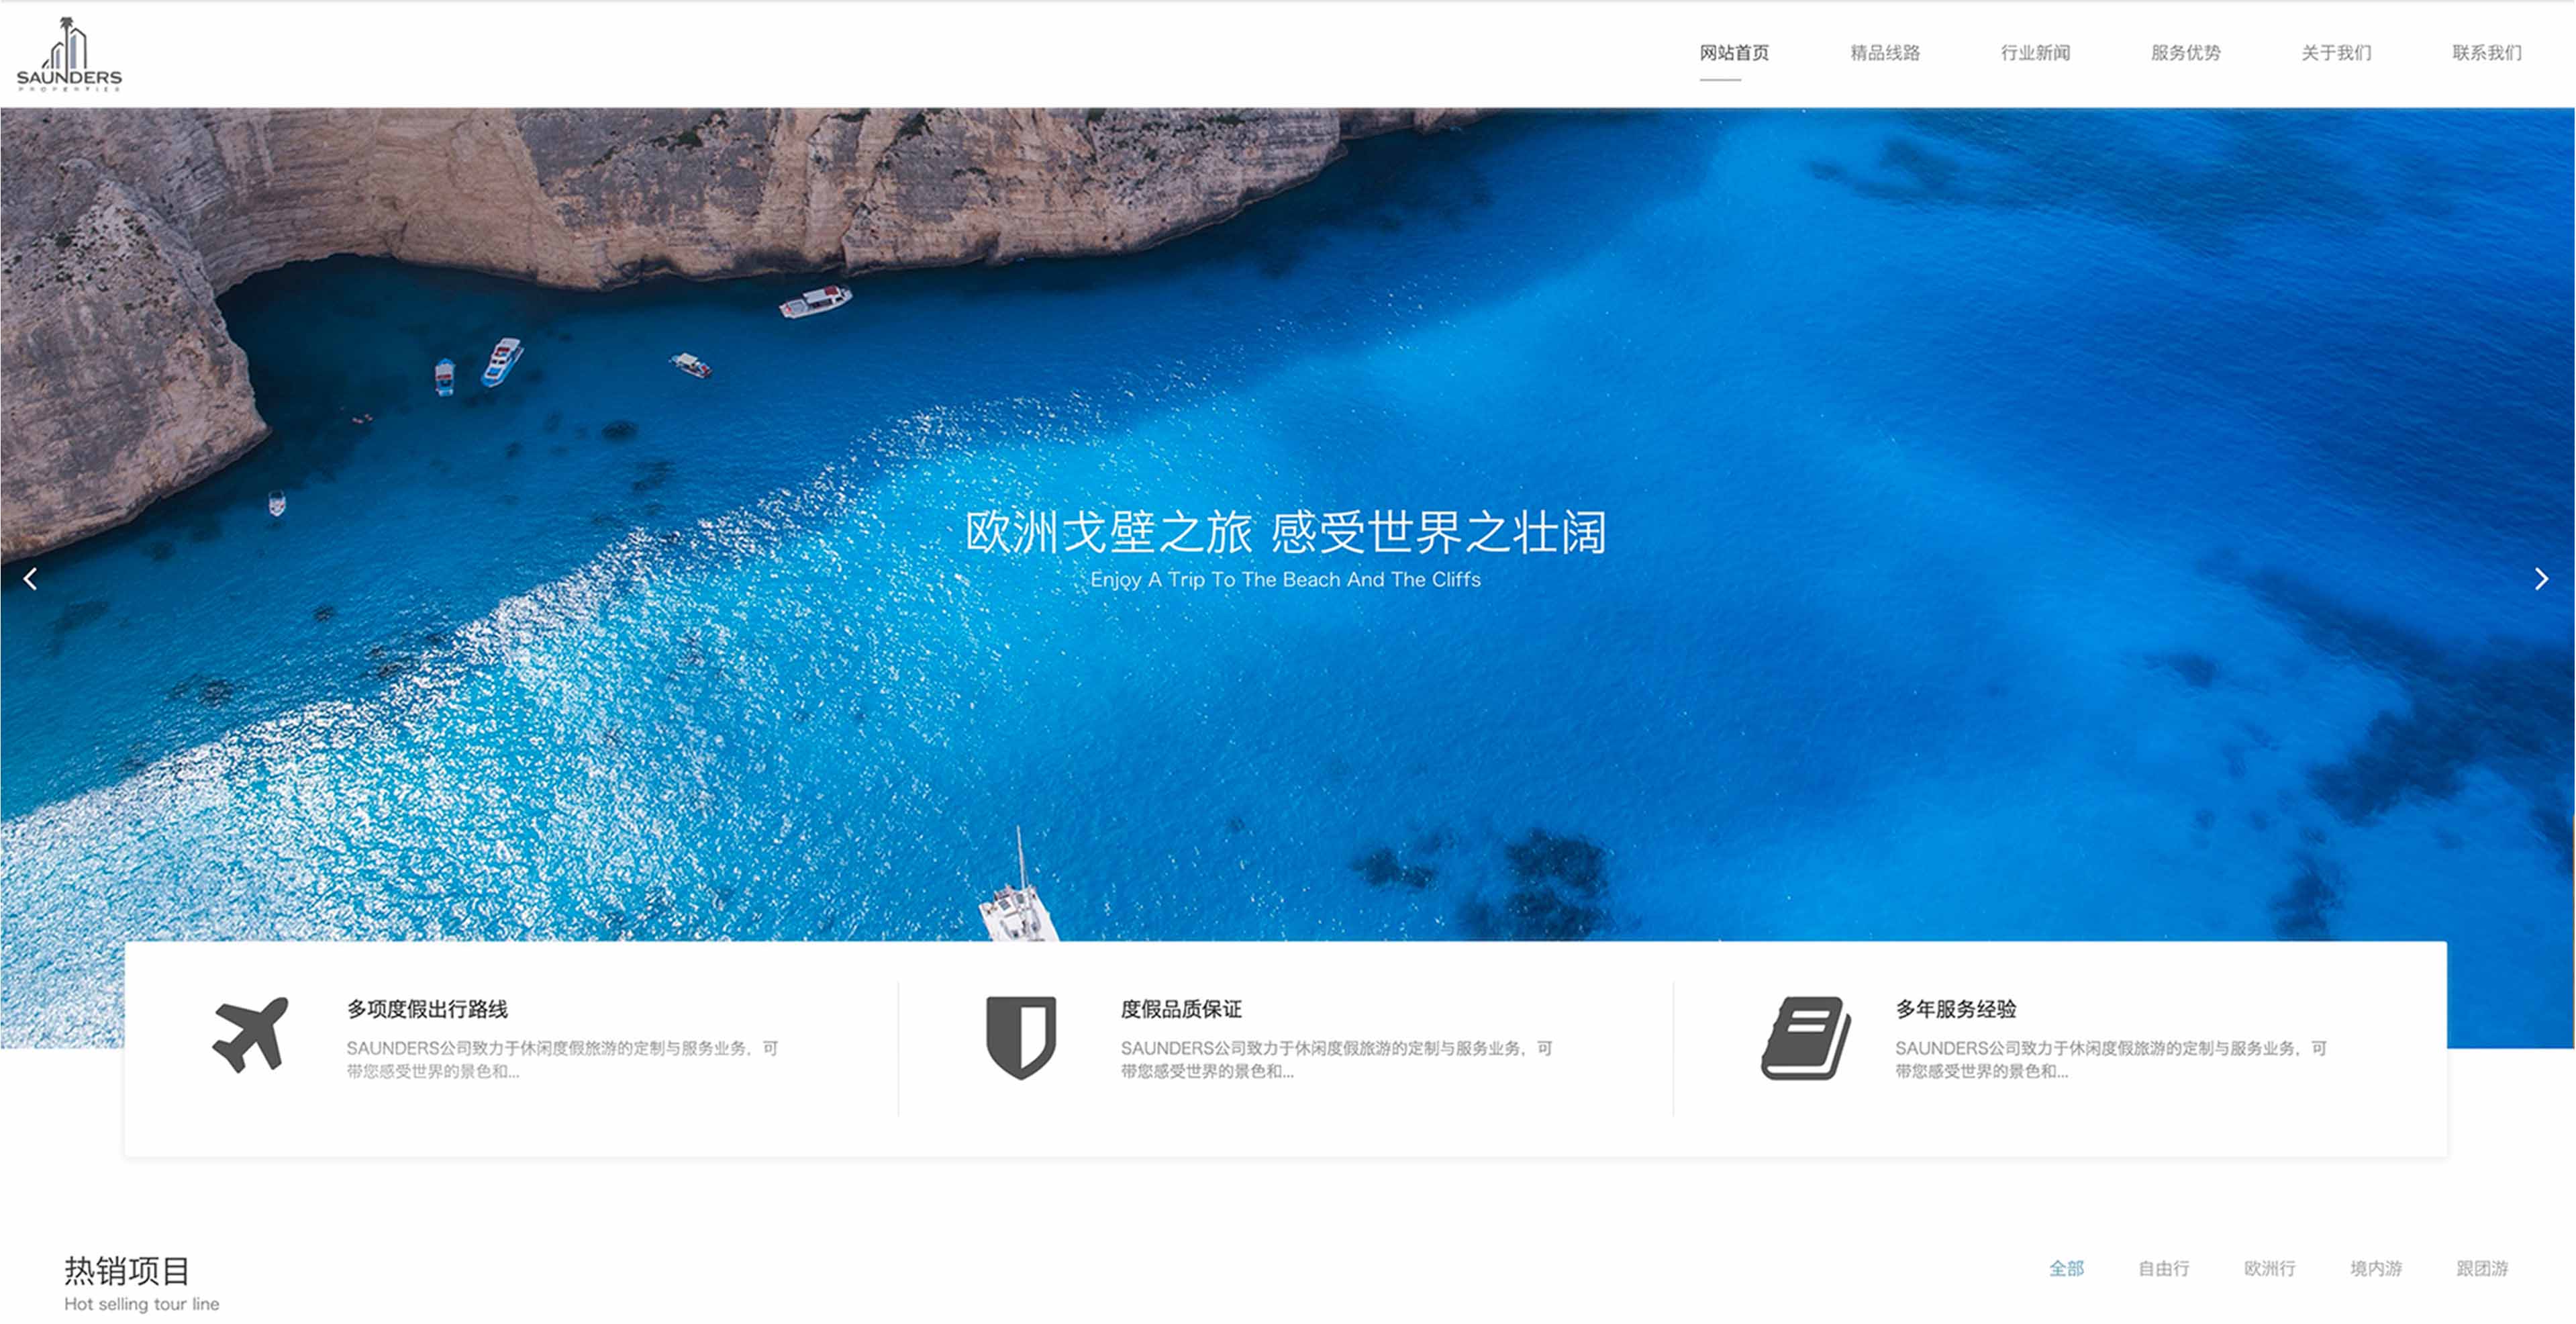 SAUNDERS
PROPERTIES
网站首页
精品线路
行业新闻
服务优势
关于我们
联系我们
欧洲戈壁之旅 感受世界之壮阔
Enjoy A Trip To The Beach And The Cliffs
多项度假出行路线
SAUNDERS公司致力于休闲度假旅游的定制与服务业务，可
带您感受世界的景色和...
度假品质保证
SAUNDERS公司致力于休闲度假旅游的定制与服务业务，可
带您感受世界的景色和...
多年服务经验
SAUNDERS公司致力于休闲度假旅游的定制与服务业务，可
带您感受世界的景色和...
热销项目
Hot selling tour line
全部
自由行
欧洲行
境内游
跟团游